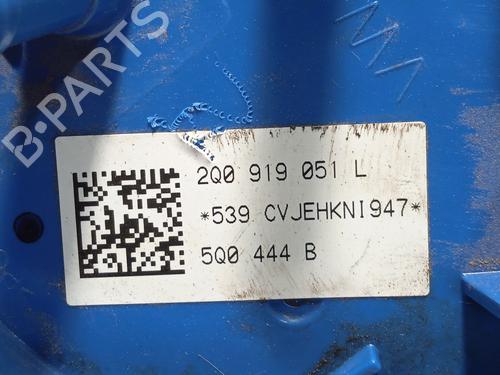 B-PARTS
2Q0 919 051 L
*539 CVJEHKNI947*
5Q0 444 B